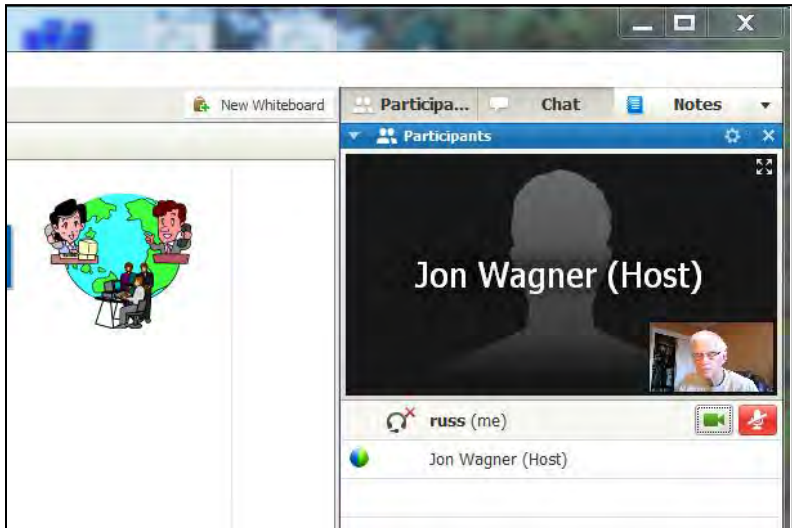 New Whiteboard
Participa... Chat Notes
Participants
Jon Wagner (Host)
russ (me)
Jon Wagner (Host)